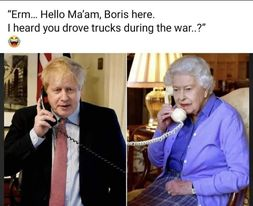 “Erm... Hello Ma'am, Boris here.
I heard you drove trucks during the war..?”